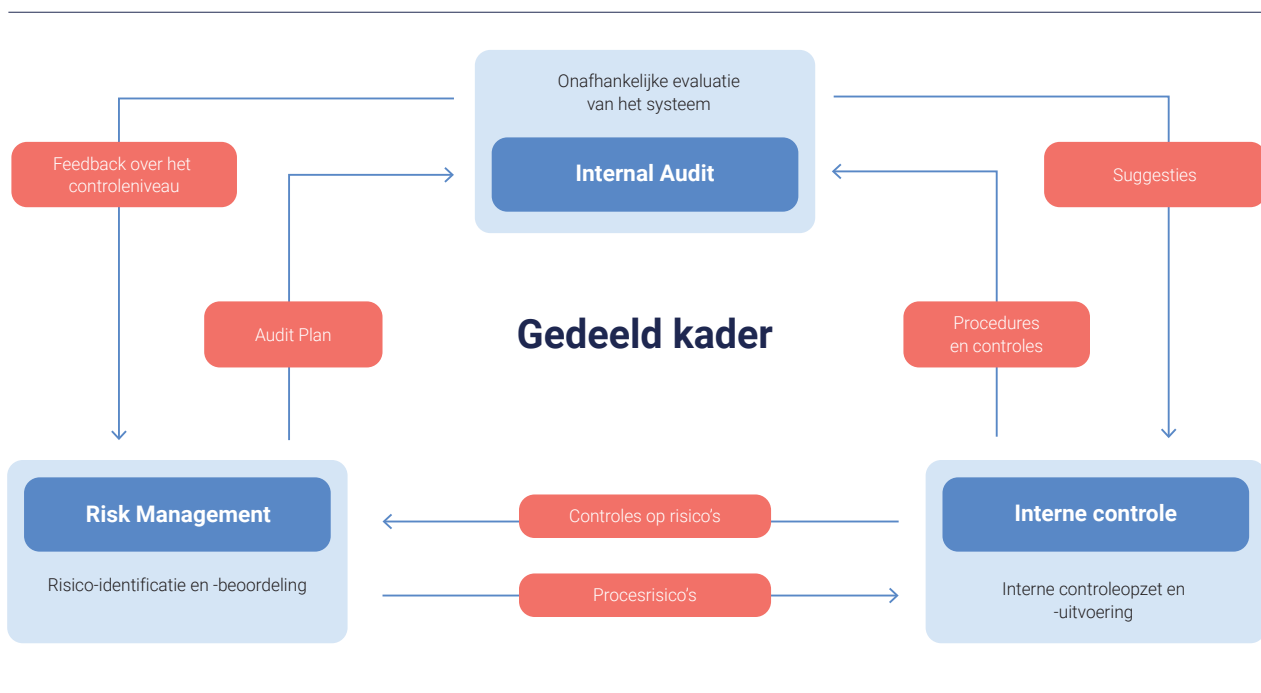 Onafhankelijke evaluatie
van het systeem
Internal Audit
Feedback over het
controleniveau
Suggesties
Audit Plan
Gedeeld kader
Procedures
en controles
Risk Management
Risico-identificatie en -beoordeling
Controles op risico's
Procesrisico's
Interne controle
Interne controleopzet en
-uitvoering